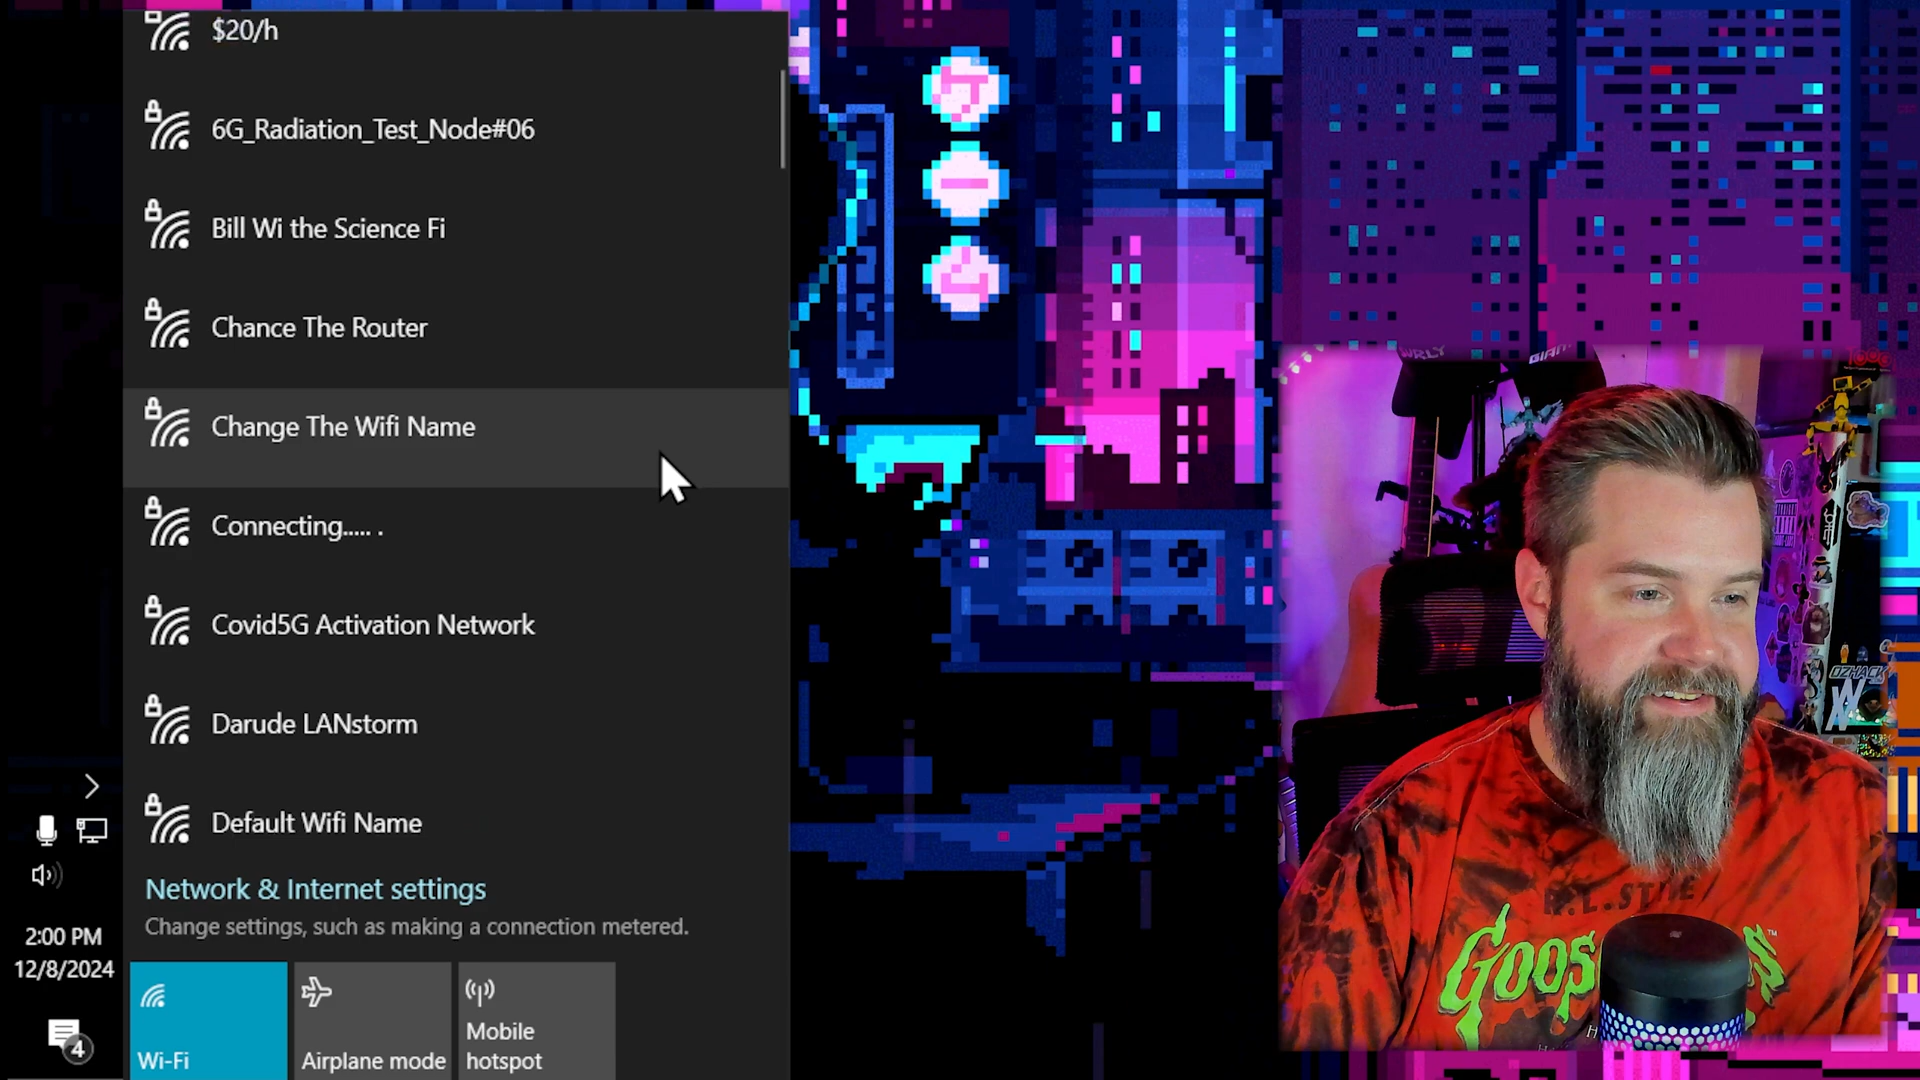 $20/h
6G_Radiation_Test_Node#06
Bill Wi the Science Fi
Chance The Router
Change The Wifi Name
Connecting..... .
Covid5G Activation Network
Darude LANstorm
Default Wifi Name
Network & Internet settings
Change settings, such as making a connection metered.
2:00 PM
12/8/2024
4
Wi-Fi
Airplane mode
Mobile
hotspot
OZHACK
R.L.STINE
GOOS